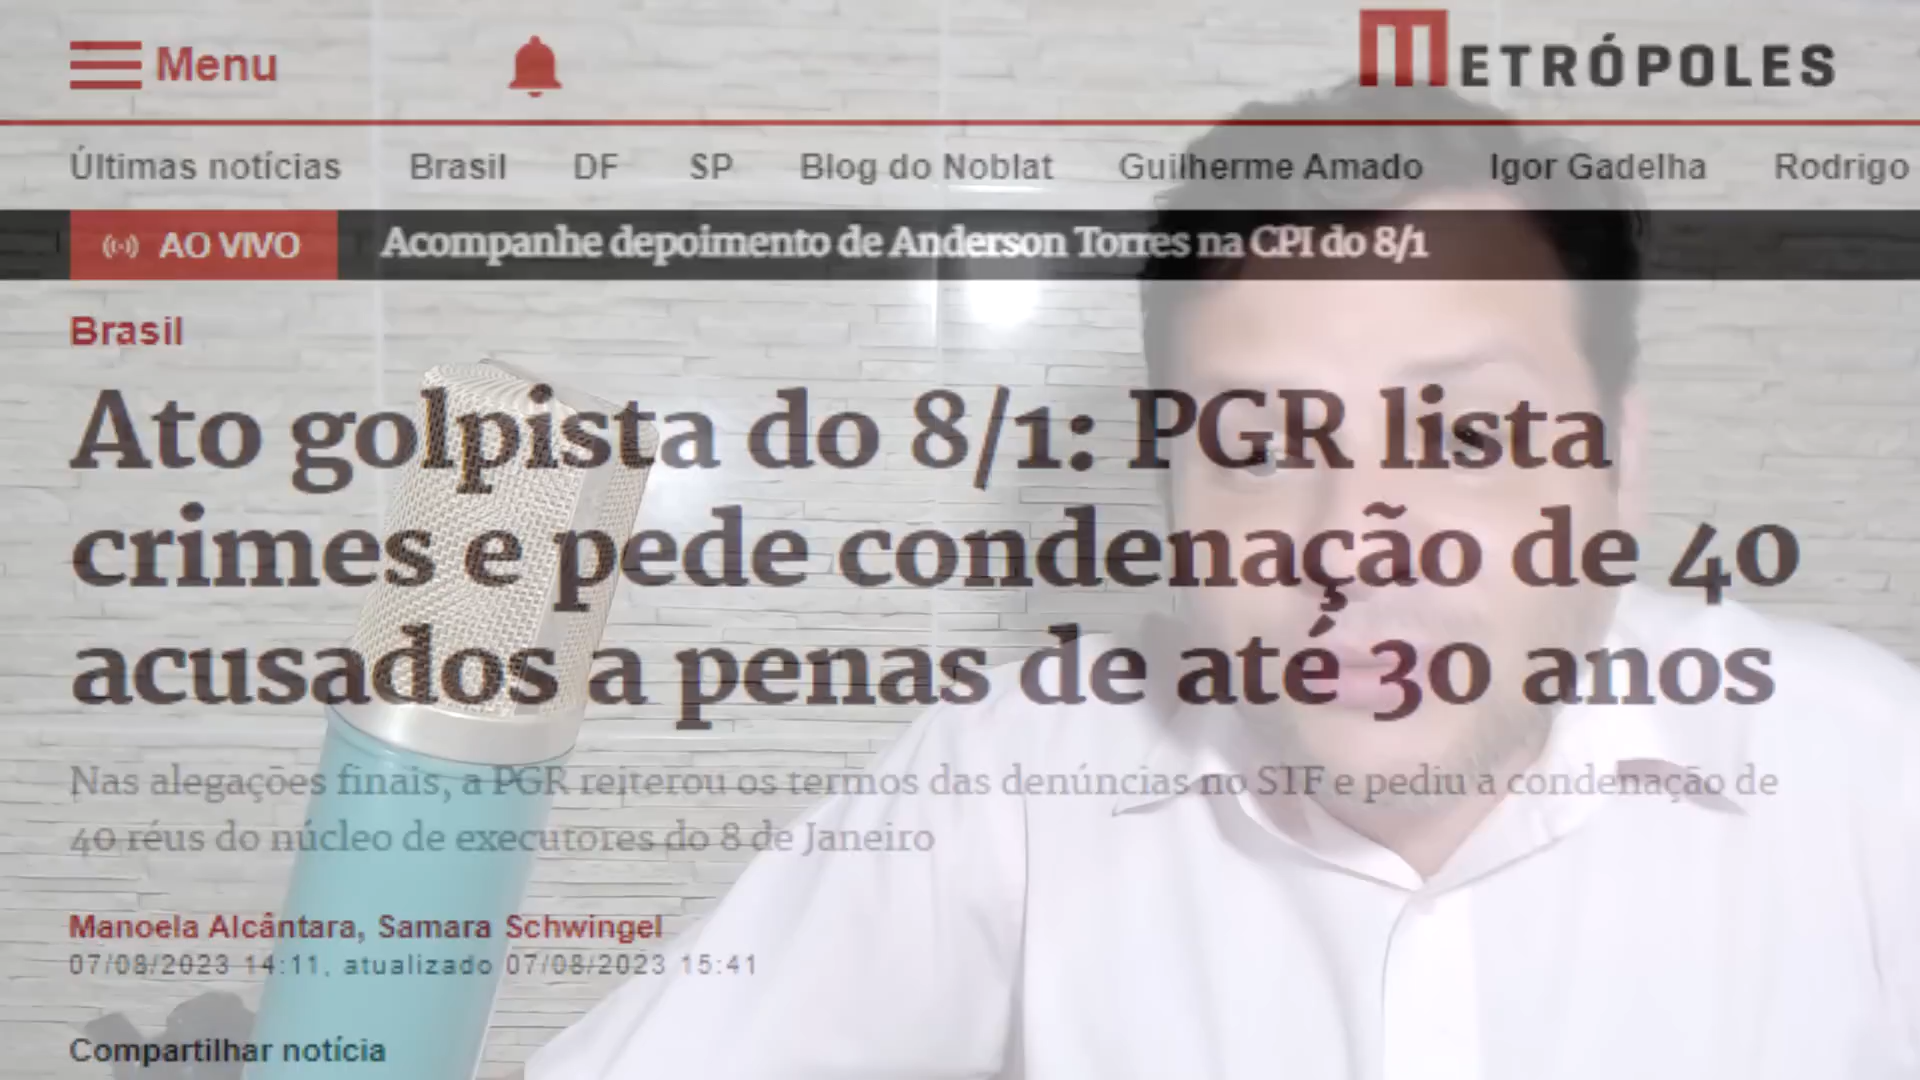 Menu
METRÓPOLES
Últimas notícias Brasil DF SP Blog do Noblat Guilherme Amado Igor Gadelha Rodrigo
AO VIVO Acompanhe depoimento de Anderson Torres na CPI do 8/1
Brasil
Ato golpista do 8/1: PGR lista
crimes e pede condenação de 40
acusados a penas de até 30 anos
Nas alegações finais, a PGR reiterou os termos das denúncias no STF e pediu a condenação de
40 réus do núcleo de executores do 8 de Janeiro
Manoela Alcântara, Samara Schwingel
07/08/2023 14:11, atualizado 07/08/2023 15:41
Compartilhar notícia